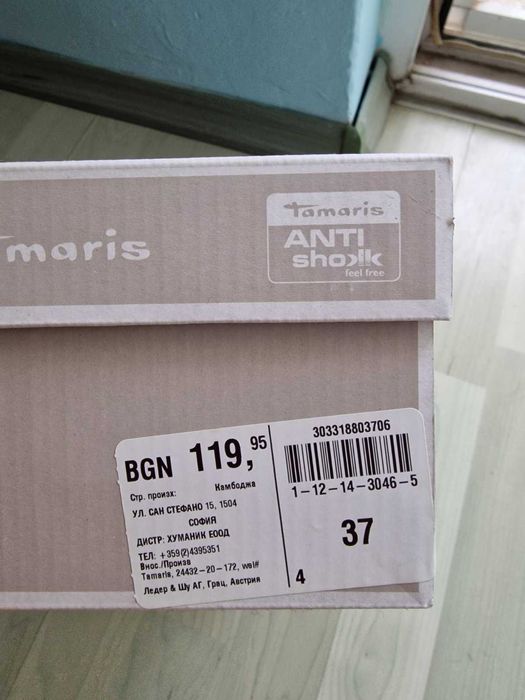 Tamaris
Tamaris
ANTI
shokk
feel free
BGN 119,95
Стр. произх: Камбоджа
УЛ. САН СТЕФАНО 15, 1504
СОФИЯ
ДИСТР: ХУМАНИК ЕООД
ТЕЛ: +359(2)4395351
Внос./Произв
Tamaris, 24432-20-172, wei#
Ледер & Шу АГ, Грац, Австрия
303318803706
1-12-14-3046-5
37
4